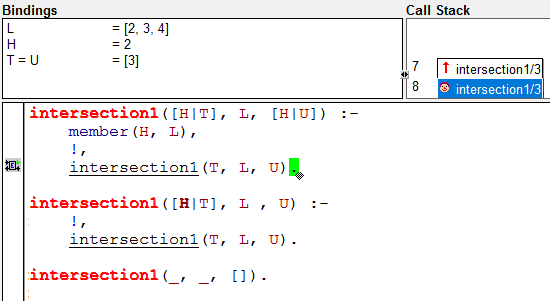 Bindings
Call Stack
L = [2, 3, 4]
H = 2
T = U = [3]
7 intersection1/3
8 intersection1/3
intersection1([H|T], L, [H|U]) :-
member(H, L),
!,
intersection1(T, L, U).
intersection1([H|T], L , U) :-
!,
intersection1(T, L, U).
intersection1(_, _, []).